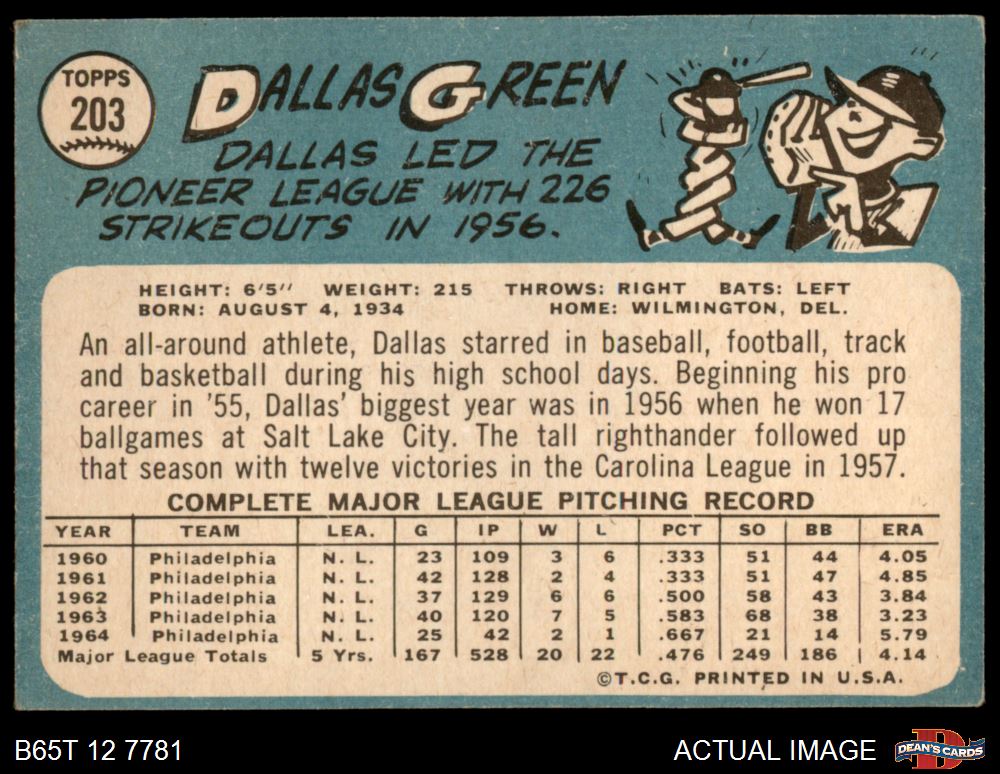 TOPPS
203
DALLAS GREEN
DALLAS LED THE
PIONEER LEAGUE WITH 226
STRIKEOUTS IN 1956.
HEIGHT: 6'5" WEIGHT: 215 THROWS: RIGHT BATS: LEFT
BORN: AUGUST 4, 1934 HOME: WILMINGTON, DEL.
An all-around athlete, Dallas starred in baseball, football, track
and basketball during his high school days. Beginning his pro
career in '55, Dallas' biggest year was in 1956 when he won 17
ballgames at Salt Lake City. The tall righthander followed up
that season with twelve victories in the Carolina League in 1957.
COMPLETE MAJOR LEAGUE PITCHING RECORD
YEAR TEAM LEA. G IP W L PCT SO BB ERA
1960 Philadelphia N. L. 23 109 3 6 .333 51 44 4.05
1961 Philadelphia N. L. 42 128 2 4 .333 51 47 4.85
1962 Philadelphia N. L. 37 129 6 6 .500 58 43 3.84
1963 Philadelphia N. L. 40 120 7 5 .583 68 38 3.23
1964 Philadelphia N. L. 25 42 2 1 .667 21 14 5.79
Major League Totals 5 Yrs. 167 528 20 22 .476 249 186 4.14
©T.C.G. PRINTED IN U.S.A.
B65T 12 7781 ACTUAL IMAGE DEAN'S CARDS